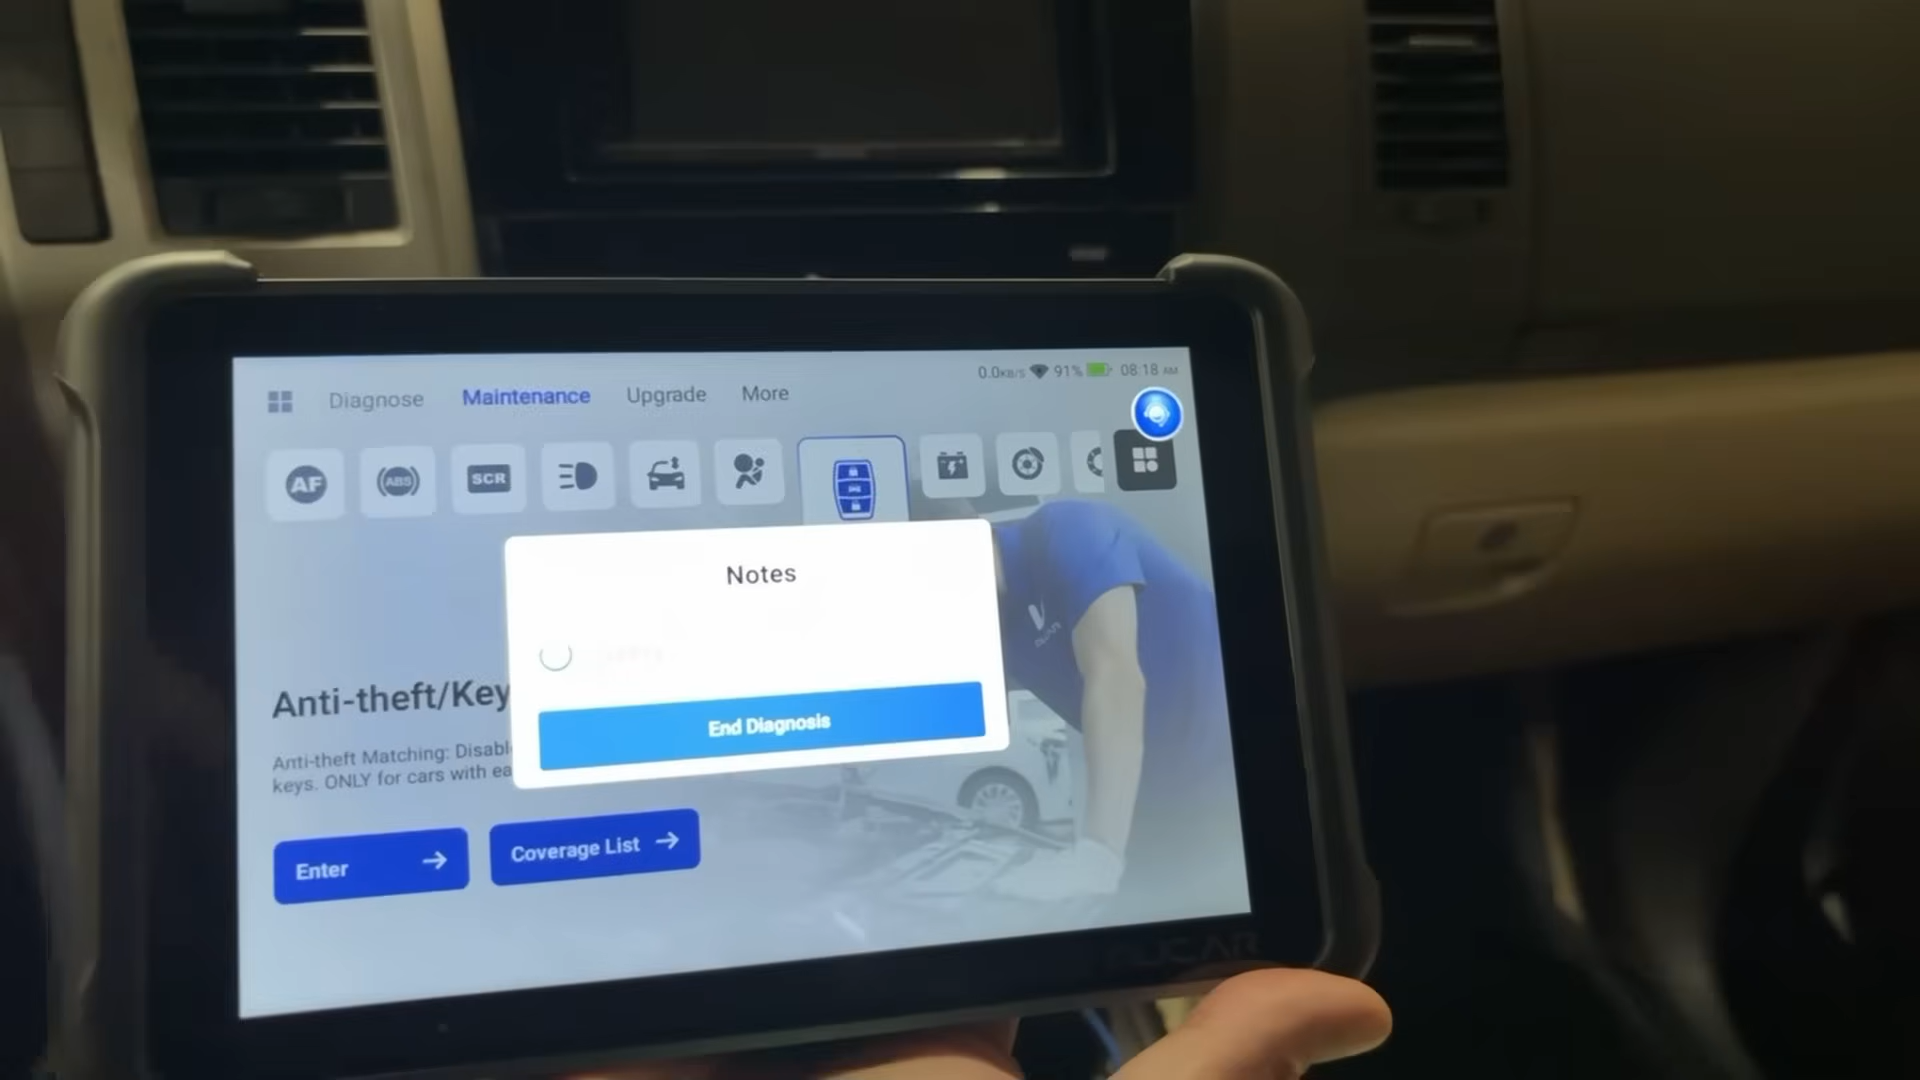 0.0KB/S 91% 08:18 AM
Diagnose Maintenance Upgrade More
AF ABS SCR
Notes
End Diagnosis
Anti-theft/Key
Anti-theft Matching: Disabl
keys. ONLY for cars with ea
Enter Coverage List